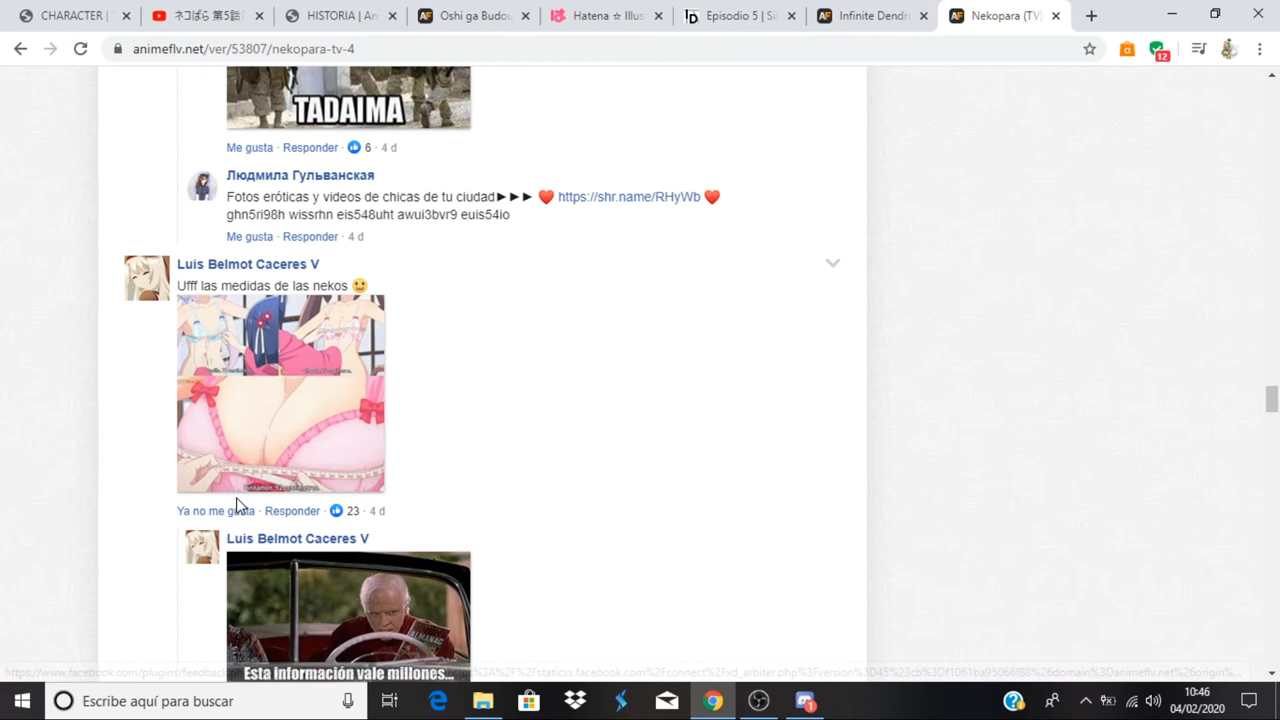 CHARACTER |
ネコぱら 第5話
HISTORIA |
Oshi ga Budou
Hatena ☆ Illus
Episodio 5 | Sit
Infinite Dendro
Nekopara (TV)
animeflv.net/ver/53807/nekopara-tv-4
12
TADAIMA
Me gusta · Responder · 6 · 4 d
Людмила Гульванская
Fotos eróticas y videos de chicas de tu ciudad►►► ❤ https://shr.name/RHyWb ❤
ghn5ri98h wissrhn eis548uht awui3bvr9 euis54io
Me gusta · Responder · 4 d
Luis Belmot Caceres V
Ufff las medidas de las nekos
Ya no me gusta · Responder · 23 · 4 d
Luis Belmot Caceres V
ALMANAC
Esta información vale millones...
Escribe aquí para buscar
10:46
04/02/2020